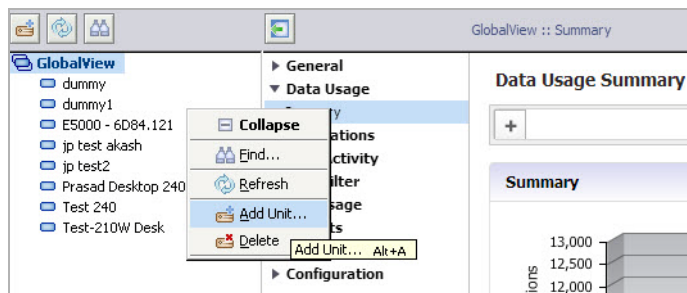 GlobalView :: Summary
GlobalView
dummy
dummy1
E5000 - 6D84.121
jp test akash
jp test2
Prasad Desktop 240
Test 240
Test-210W Desk
Collapse
Find...
Refresh
Add Unit...
Delete
Add Unit... Alt+A
General
Data Usage
Configuration
Data Usage Summary
+
Summary
13,000
12,500
12,000